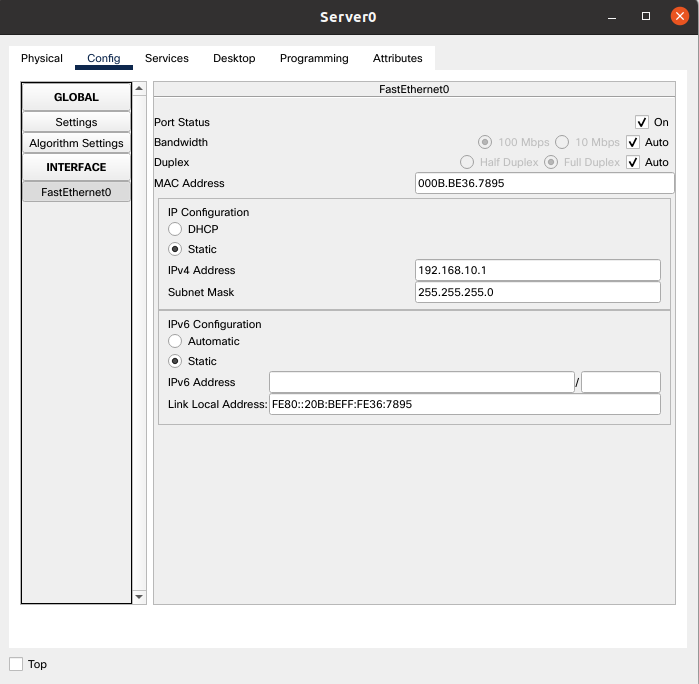 Server0
Physical Config Services Desktop Programming Attributes
GLOBAL
Settings
Algorithm Settings
INTERFACE
FastEthernet0
FastEthernet0
Port Status On
Bandwidth 100 Mbps 10 Mbps Auto
Duplex Half Duplex Full Duplex Auto
MAC Address 000B.BE36.7895
IP Configuration
DHCP
Static
IPv4 Address 192.168.10.1
Subnet Mask 255.255.255.0
IPv6 Configuration
Automatic
Static
IPv6 Address /
Link Local Address: FE80::20B:BEFF:FE36:7895
Top